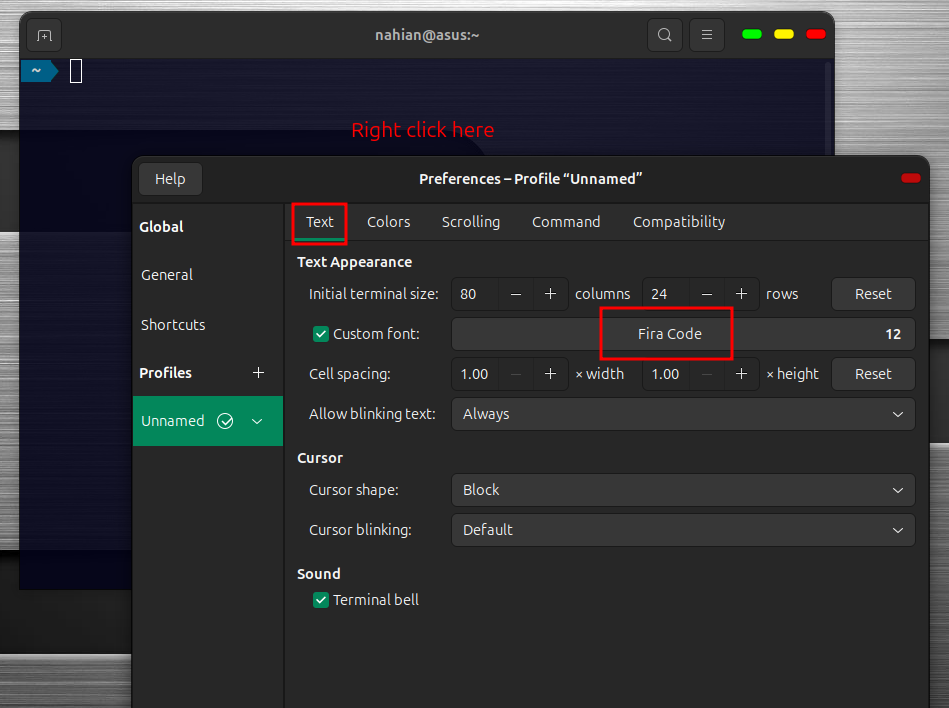 nahian@asus:~
~
Right click here
Help
Preferences – Profile “Unnamed”
Global
General
Shortcuts
Profiles
Unnamed
Text Colors Scrolling Command Compatibility
Text Appearance
Initial terminal size: 80 columns 24 rows Reset
Custom font: Fira Code 12
Cell spacing: 1.00 × width 1.00 × height Reset
Allow blinking text: Always
Cursor
Cursor shape: Block
Cursor blinking: Default
Sound
Terminal bell